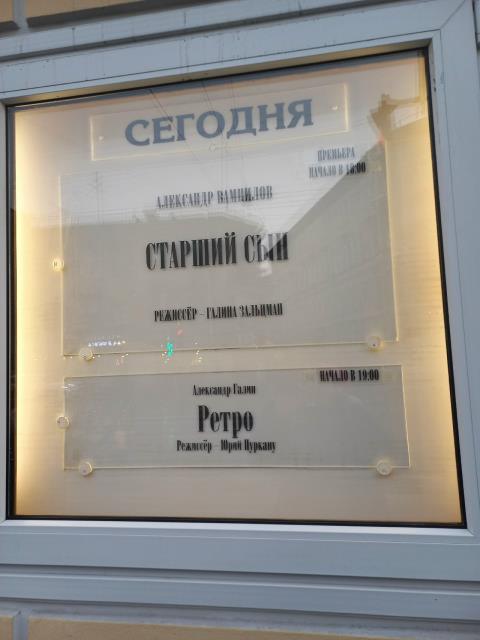 СЕГОДНЯ
ПРЕМЬЕРА
НАЧАЛО В 18:00
АЛЕКСАНДР ВАМПИЛОВ
СТАРШИЙ СЫН
РЕЖИССЁР – ГАЛИНА ЗАЛЬЦМАН
НАЧАЛО В 19:00
Александр Галин
Ретро
Режиссёр – Юрий Цуркану